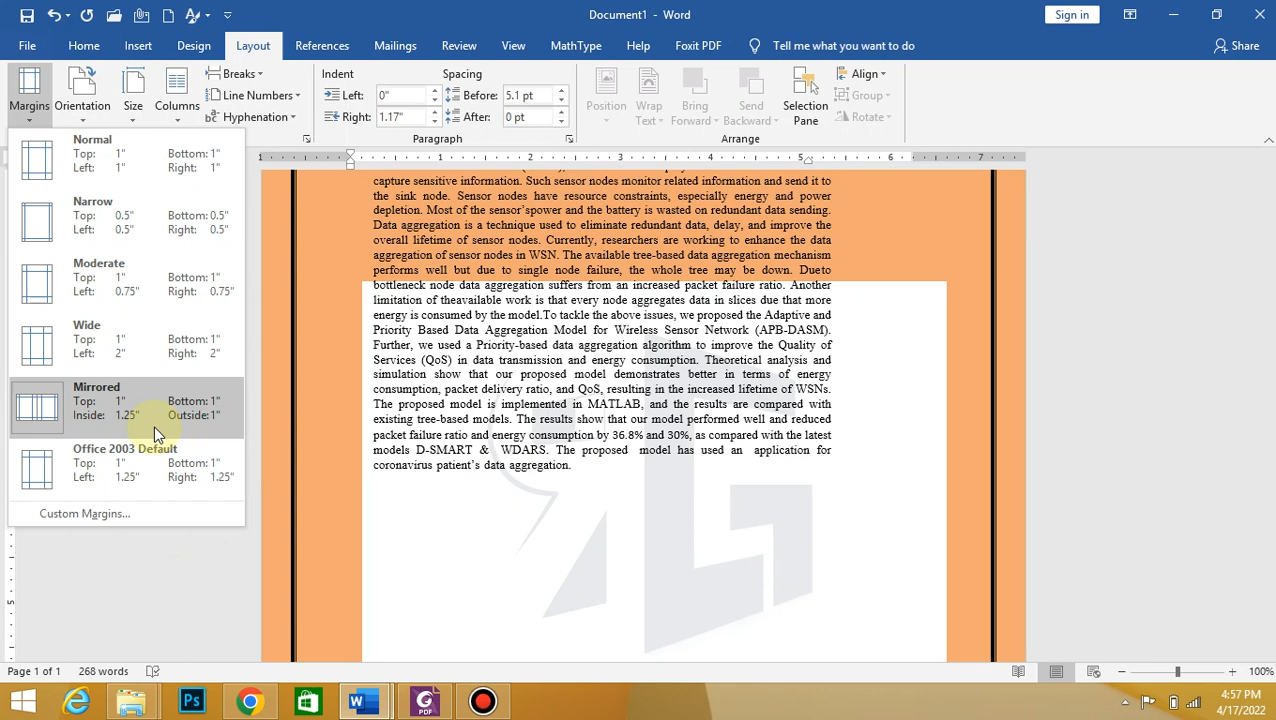 Document1 - Word
Sign in
File Home Insert Design Layout References Mailings Review View MathType Help Foxit PDF Tell me what you want to do Share
Margins
Orientation
Size
Columns
Breaks
Line Numbers
Hyphenation
Indent
Left: 0"
Right: 1.17"
Spacing
Before: 5.1 pt
After: 0 pt
Paragraph
Position
Wrap Text
Bring Forward
Send Backward
Selection Pane
Align
Group
Rotate
Arrange
Normal
Top: 1" Bottom: 1"
Left: 1" Right: 1"
Narrow
Top: 0.5" Bottom: 0.5"
Left: 0.5" Right: 0.5"
Moderate
Top: 1" Bottom: 1"
Left: 0.75" Right: 0.75"
Wide
Top: 1" Bottom: 1"
Left: 2" Right: 2"
Mirrored
Top: 1" Bottom: 1"
Inside: 1.25" Outside: 1"
Office 2003 Default
Top: 1" Bottom: 1"
Left: 1.25" Right: 1.25"
Custom Margins...
1 1 2 3 4 5 6 7
capture sensitive information. Such sensor nodes monitor related information and send it to
the sink node. Sensor nodes have resource constraints, especially energy and power
depletion. Most of the sensor'spower and the battery is wasted on redundant data sending.
Data aggregation is a technique used to eliminate redundant data, delay, and improve the
overall lifetime of sensor nodes. Currently, researchers are working to enhance the data
aggregation of sensor nodes in WSN. The available tree-based data aggregation mechanism
performs well but due to single node failure, the whole tree may be down. Dueto
bottleneck node data aggregation suffers from an increased packet failure ratio. Another
limitation of theavailable work is that every node aggregates data in slices due that more
energy is consumed by the model.To tackle the above issues, we proposed the Adaptive and
Priority Based Data Aggregation Model for Wireless Sensor Network (APB-DASM).
Further, we used a Priority-based data aggregation algorithm to improve the Quality of
Services (QoS) in data transmission and energy consumption. Theoretical analysis and
simulation show that our proposed model demonstrates better in terms of energy
consumption, packet delivery ratio, and QoS, resulting in the increased lifetime of WSNs.
The proposed model is implemented in MATLAB, and the results are compared with
existing tree-based models. The results show that our model performed well and reduced
packet failure ratio and energy consumption by 36.8% and 30%, as compared with the latest
models D-SMART & WDARS. The proposed model has used an application for
coronavirus patient's data aggregation.
5
Page 1 of 1 268 words
100%
Ps
PDF
4:57 PM
4/17/2022